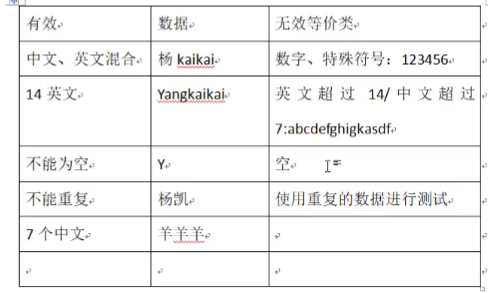 有效 数据 无效等价类
中文、英文混合 杨 kaikai 数字、特殊符号：123456
14 英文 Yangkaikai 英文超过 14/中文超过
7:abcdefghigkasdf
不能为空 Y 空
不能重复 杨凯 使用重复的数据进行测试
7 个中文 羊羊羊